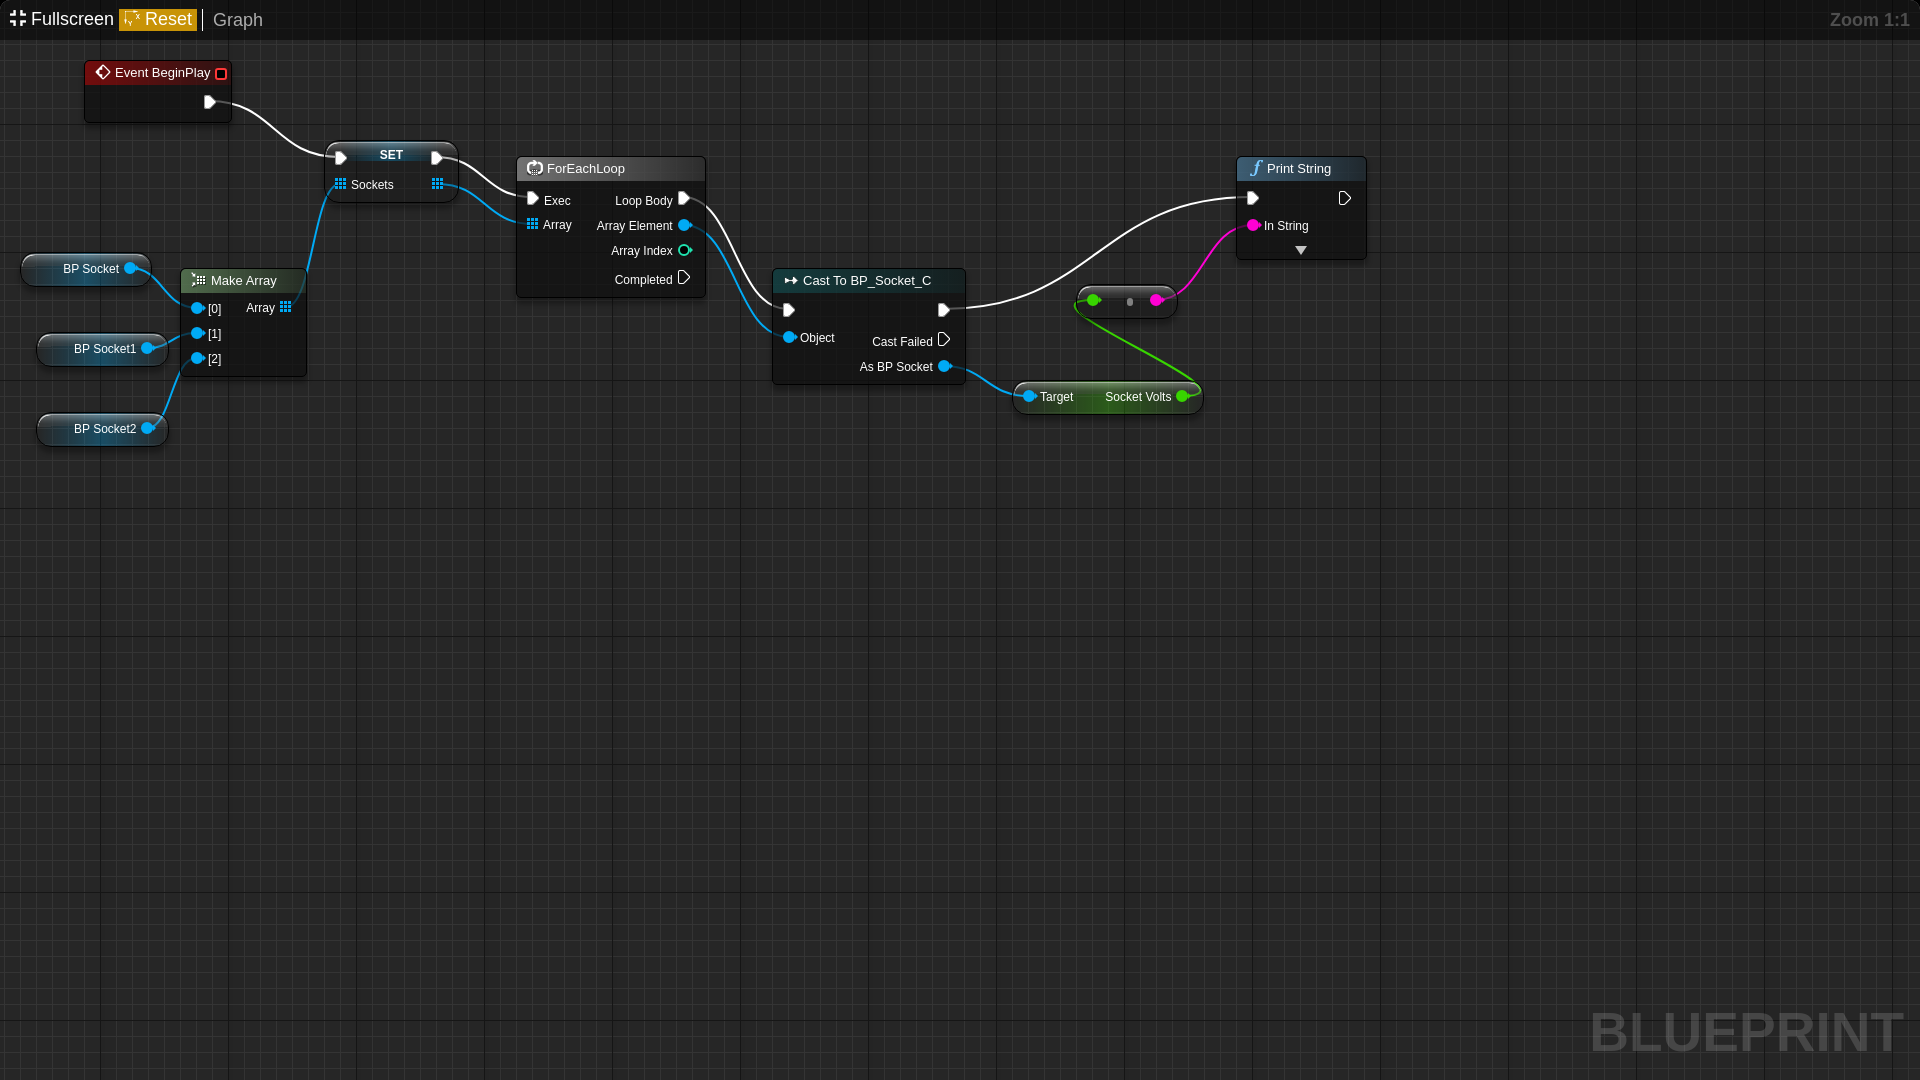 Fullscreen Reset Graph Zoom 1:1
Event BeginPlay
SET
Sockets
ForEachLoop
Exec Loop Body
Array Array Element
Array Index
Completed
Print String
In String
BP Socket
BP Socket1
BP Socket2
Make Array
[0] Array
[1]
[2]
Cast To BP_Socket_C
Object Cast Failed
As BP Socket
Target Socket Volts
BLUEPRINT